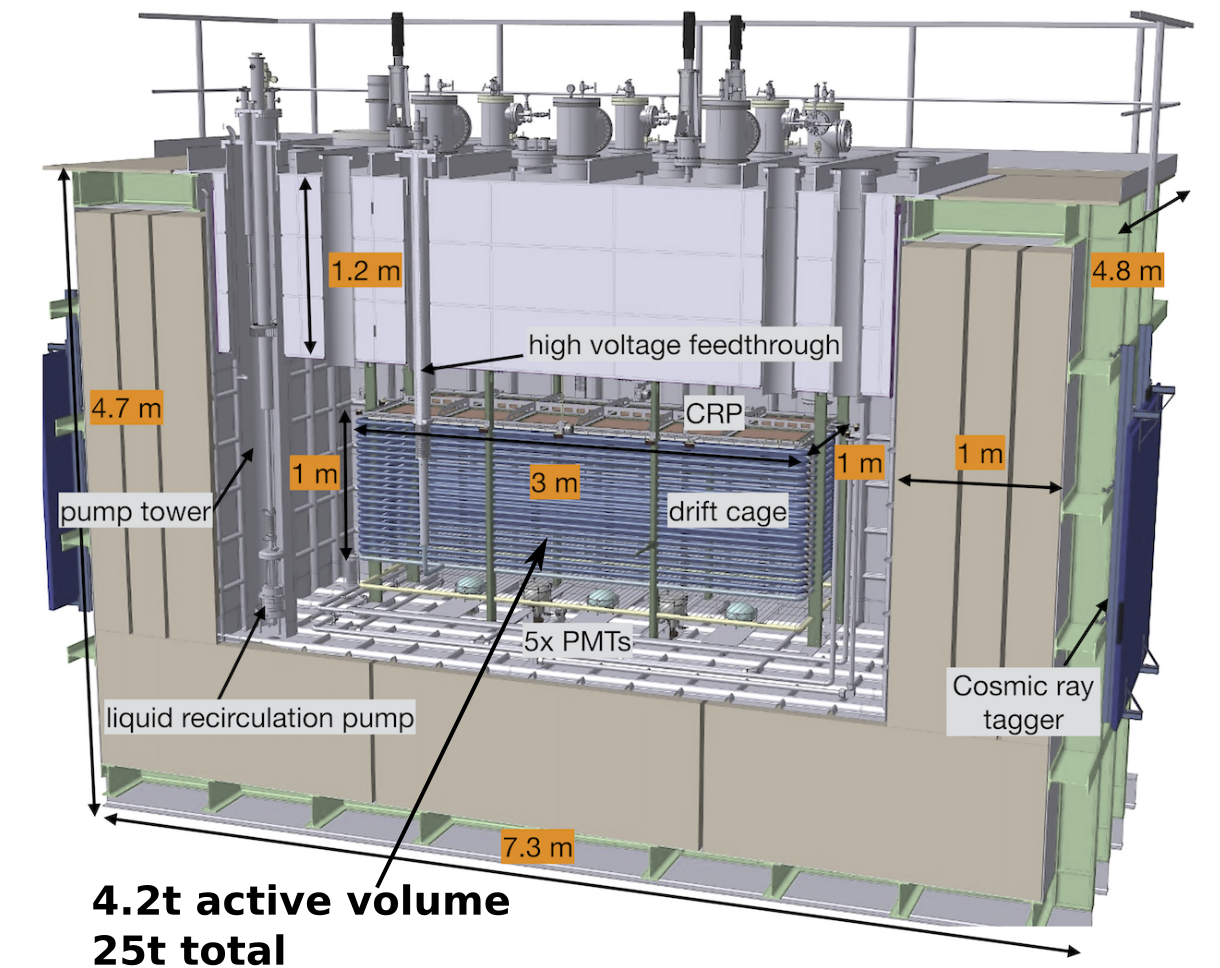 1.2 m
4.8 m
high voltage feedthrough
4.7 m
CRP
1 m
3 m
1 m
1 m
pump tower
drift cage
5x PMTs
liquid recirculation pump
Cosmic ray
tagger
7.3 m
4.2t active volume
25t total